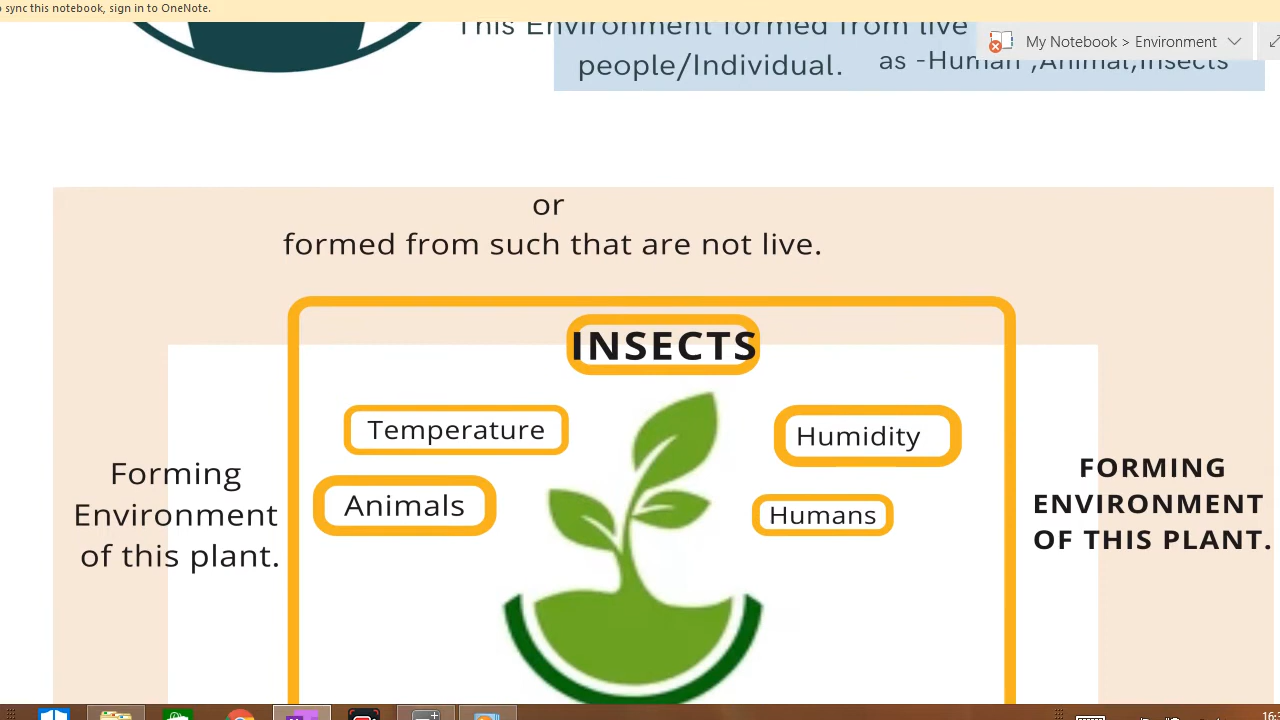 sync this notebook, sign in to OneNote.
This Environment formed from live
My Notebook > Environment
people/Individual.
as -Human ,Animal,Insects
or
formed from such that are not live.
INSECTS
Temperature
Humidity
Animals
Humans
Forming
Environment
of this plant.
FORMING
ENVIRONMENT
OF THIS PLANT.